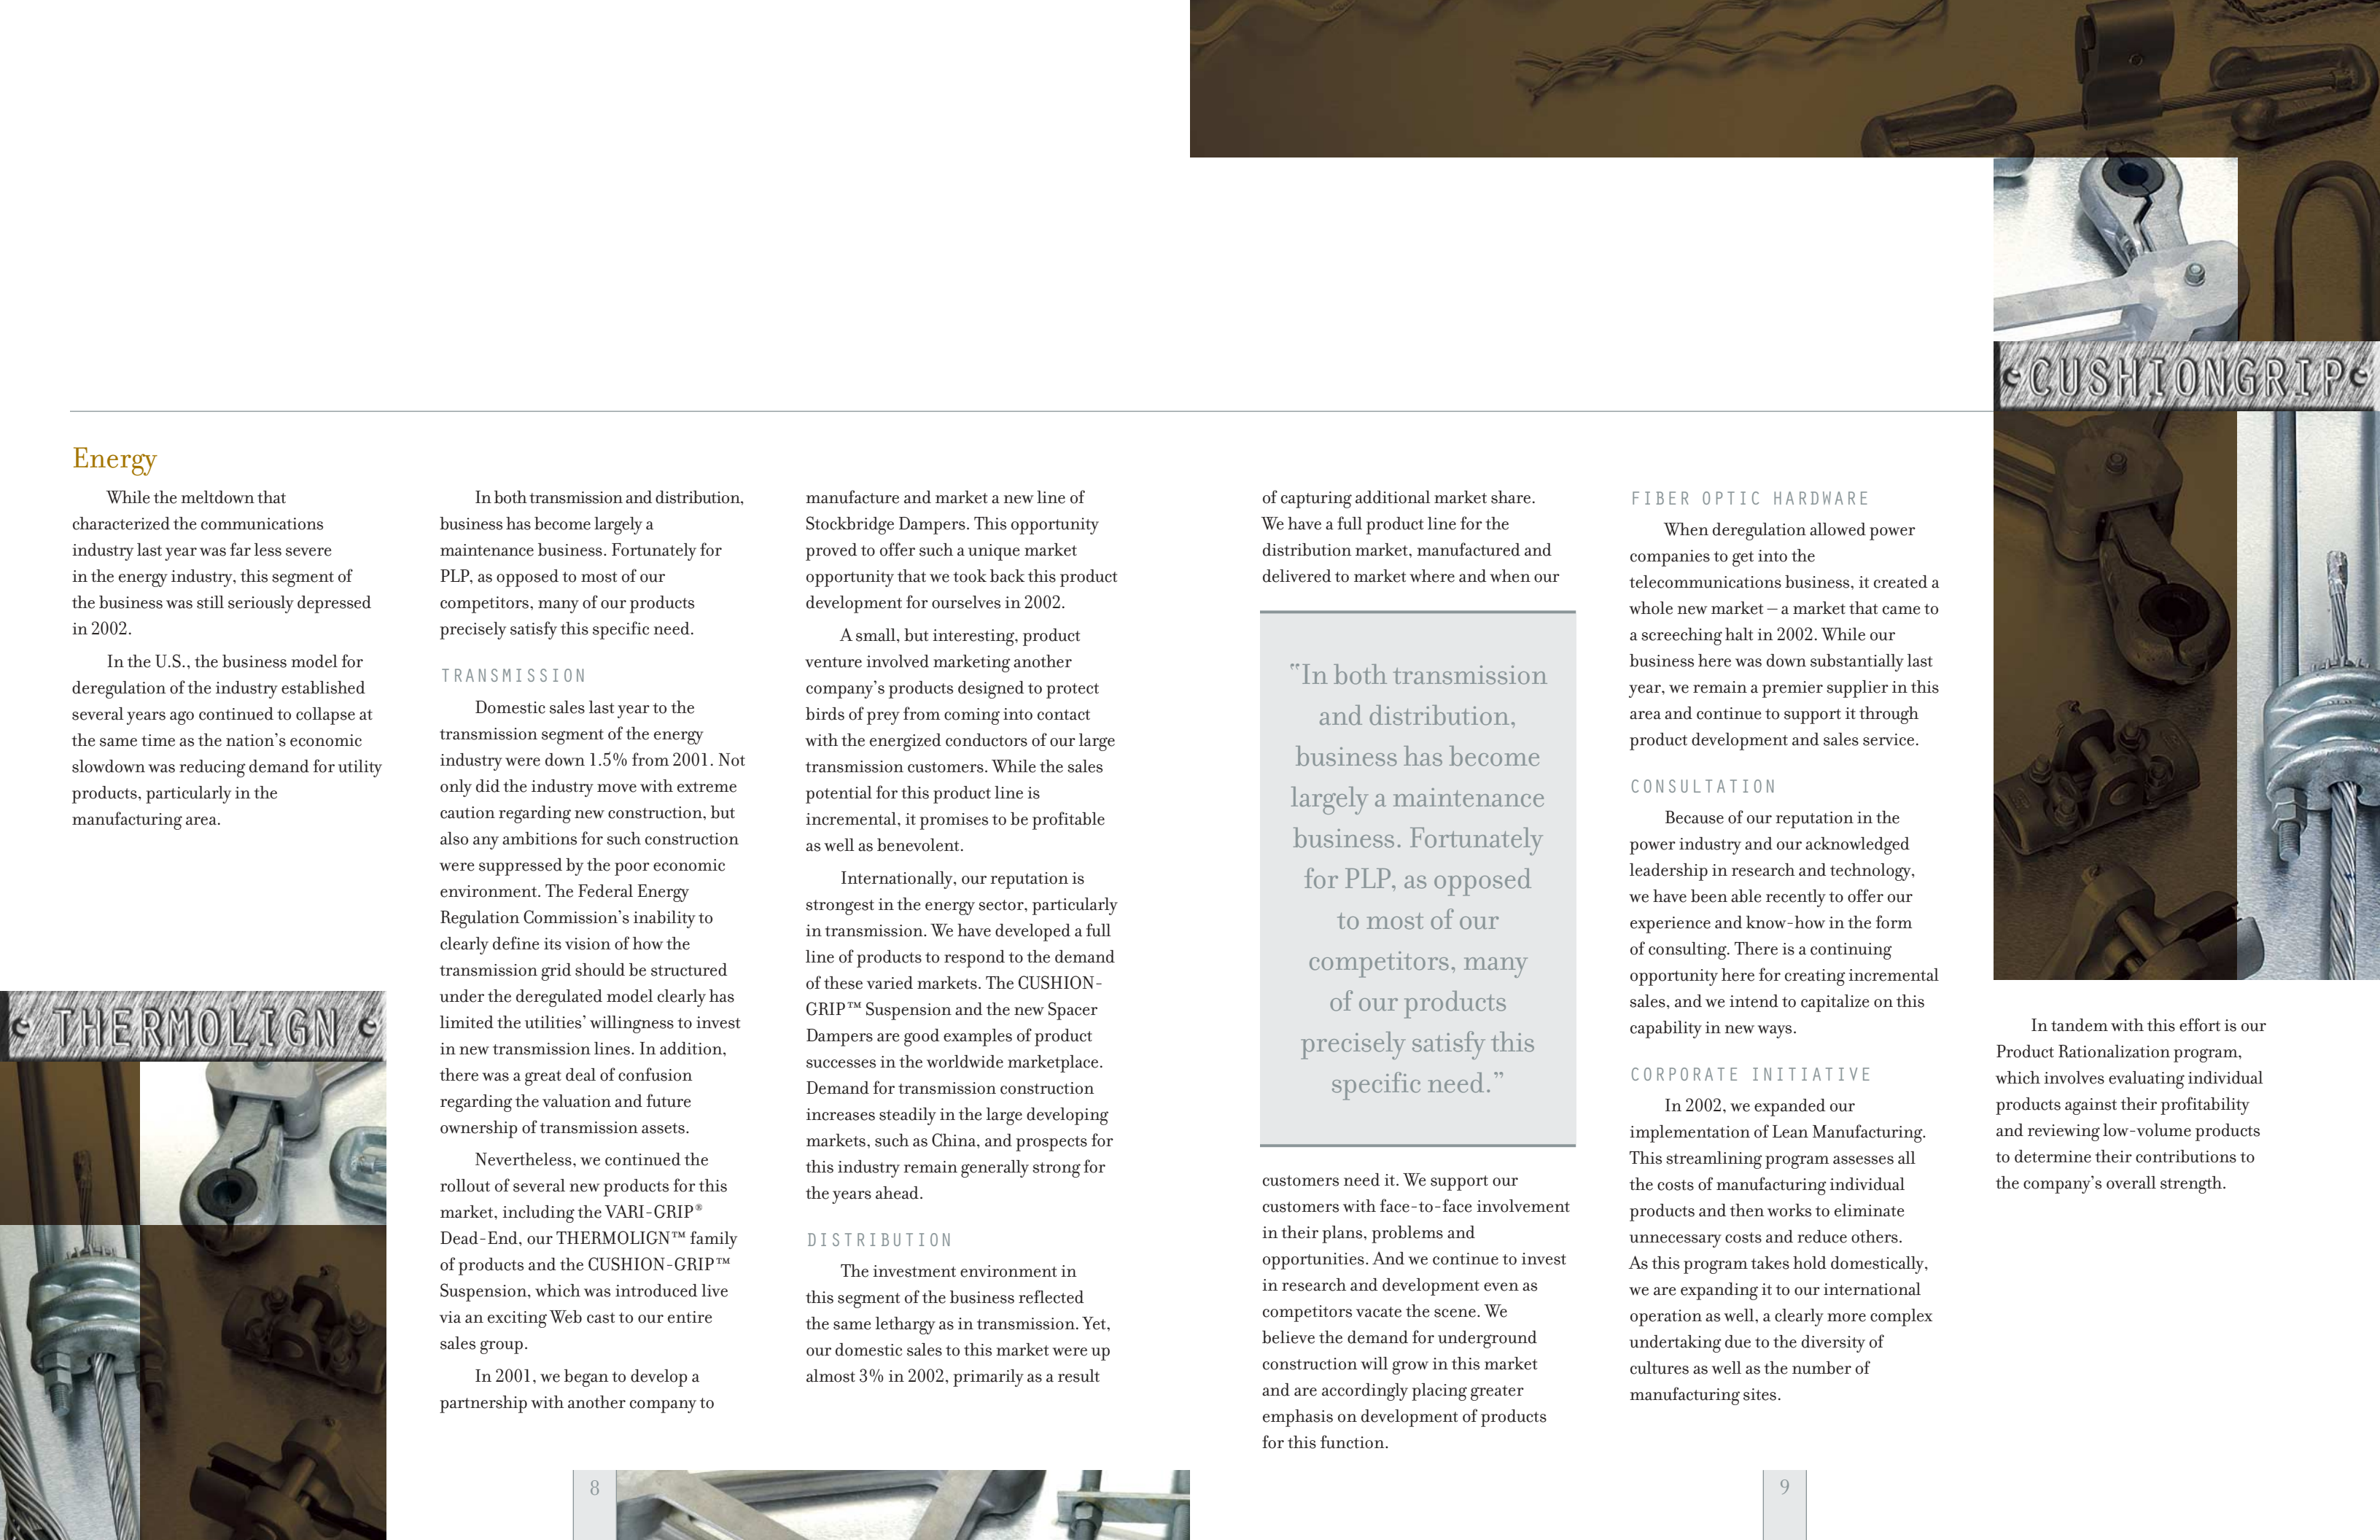 Energy
While the meltdown that
characterized the communications
industry last year was far less severe
in the energy industry, this segment of
the business was still seriously depressed
in 2002.
In the U.S., the business model for
deregulation of the industry established
several years ago continued to collapse at
the same time as the nation's economic
slowdown was reducing demand for utility
products, particularly in the
manufacturing area.
THERMOLIGN
In both transmission and distribution,
business has become largely a
maintenance business. Fortunately for
PLP, as opposed to most of our
competitors, many of our products
precisely satisfy this specific need.
TRANSMISSION
Domestic sales last year to the
transmission segment of the energy
industry were down 1.5% from 2001. Not
only did the industry move with extreme
caution regarding new construction, but
also any ambitions for such construction
were suppressed by the poor economic
environment. The Federal Energy
Regulation Commission's inability to
clearly define its vision of how the
transmission grid should be structured
under the deregulated model clearly has
limited the utilities' willingness to invest
in new transmission lines. In addition,
there was a great deal of confusion
regarding the valuation and future
ownership of transmission assets.
Nevertheless, we continued the
rollout of several new products for this
market, including the VARI-GRIP®
Dead-End, our THERMOLIGN™ family
of products and the CUSHION-GRIP™
Suspension, which was introduced live
via an exciting Web cast to our entire
sales group.
In 2001, we began to develop a
partnership with another company to
manufacture and market a new line of
Stockbridge Dampers. This opportunity
proved to offer such a unique market
opportunity that we took back this product
development for ourselves in 2002.
A small, but interesting, product
venture involved marketing another
company's products designed to protect
birds of prey from coming into contact
with the energized conductors of our large
transmission customers. While the sales
potential for this product line is
incremental, it promises to be profitable
as well as benevolent.
Internationally, our reputation is
strongest in the energy sector, particularly
in transmission. We have developed a full
line of products to respond to the demand
of these varied markets. The CUSHION-
GRIP™ Suspension and the new Spacer
Dampers are good examples of product
successes in the worldwide marketplace.
Demand for transmission construction
increases steadily in the large developing
markets, such as China, and prospects for
this industry remain generally strong for
the years ahead.
DISTRIBUTION
The investment environment in
this segment of the business reflected
the same lethargy as in transmission. Yet,
our domestic sales to this market were up
almost 3% in 2002, primarily as a result
8
of capturing additional market share.
We have a full product line for the
distribution market, manufactured and
delivered to market where and when our
"In both transmission
and distribution,
business has become
largely a maintenance
business. Fortunately
for PLP, as opposed
to most of our
competitors, many
of our products
precisely satisfy this
specific need."
customers need it. We support our
customers with face-to-face involvement
in their plans, problems and
opportunities. And we continue to invest
in research and development even as
competitors vacate the scene. We
believe the demand for underground
construction will grow in this market
and are accordingly placing greater
emphasis on development of products
for this function.
FIBER OPTIC HARDWARE
When deregulation allowed power
companies to get into the
telecommunications business, it created a
whole new market – a market that came to
a screeching halt in 2002. While our
business here was down substantially last
year, we remain a premier supplier in this
area and continue to support it through
product development and sales service.
CONSULTATION
Because of our reputation in the
power industry and our acknowledged
leadership in research and technology,
we have been able recently to offer our
experience and know-how in the form
of consulting. There is a continuing
opportunity here for creating incremental
sales, and we intend to capitalize on this
capability in new ways.
CORPORATE INITIATIVE
In 2002, we expanded our
implementation of Lean Manufacturing.
This streamlining program assesses all
the costs of manufacturing individual
products and then works to eliminate
unnecessary costs and reduce others.
As this program takes hold domestically,
we are expanding it to our international
operation as well, a clearly more complex
undertaking due to the diversity of
cultures as well as the number of
manufacturing sites.
CUSHIONGRIP
In tandem with this effort is our
Product Rationalization program,
which involves evaluating individual
products against their profitability
and reviewing low-volume products
to determine their contributions to
the company's overall strength.
9